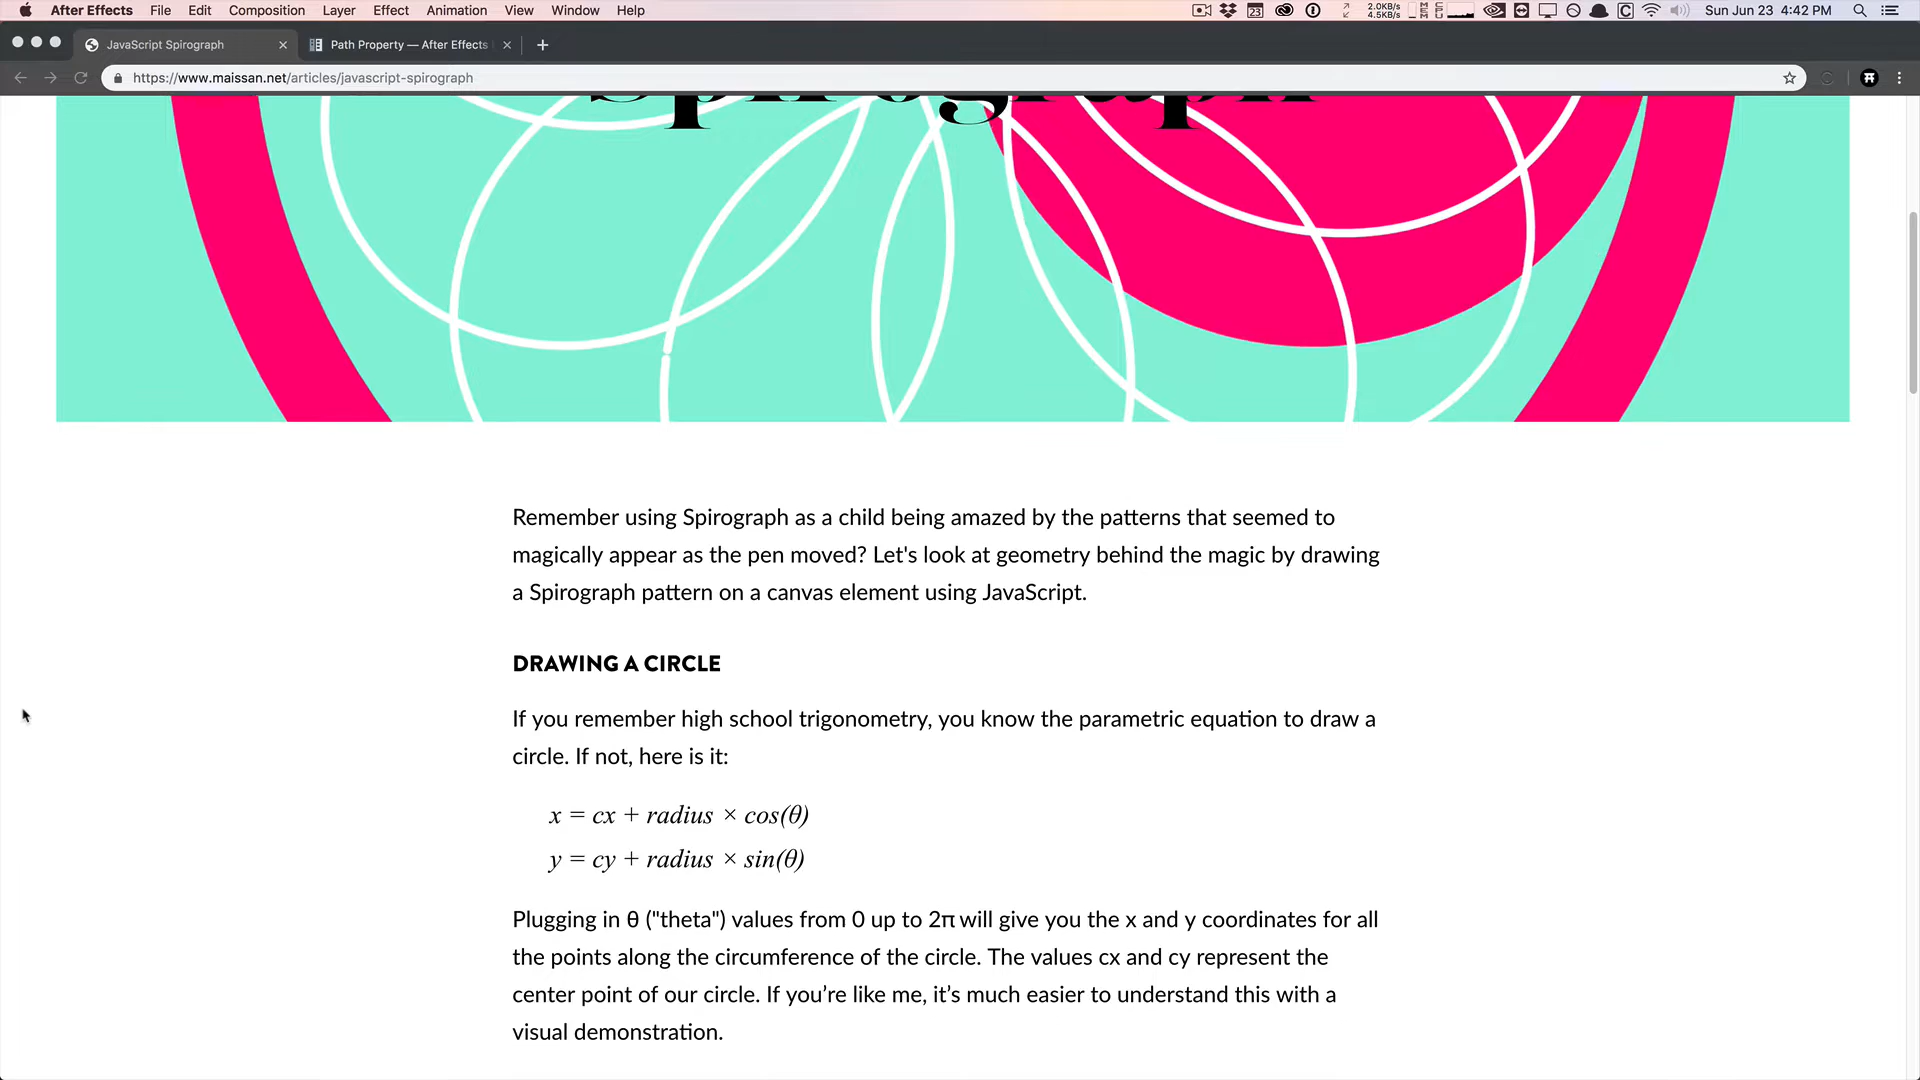 After Effects File Edit Composition Layer Effect Animation View Window Help
23
2.0KB/s
4.5KB/s
Sun Jun 23 4:42 PM
JavaScript Spirograph
Path Property — After Effects
https://www.maissan.net/articles/javascript-spirograph
Spirograph
Remember using Spirograph as a child being amazed by the patterns that seemed to
magically appear as the pen moved? Let's look at geometry behind the magic by drawing
a Spirograph pattern on a canvas element using JavaScript.
DRAWING A CIRCLE
If you remember high school trigonometry, you know the parametric equation to draw a
circle. If not, here is it:
x = cx + radius × cos(θ)
y = cy + radius × sin(θ)
Plugging in θ ("theta") values from 0 up to 2π will give you the x and y coordinates for all
the points along the circumference of the circle. The values cx and cy represent the
center point of our circle. If you’re like me, it’s much easier to understand this with a
visual demonstration.